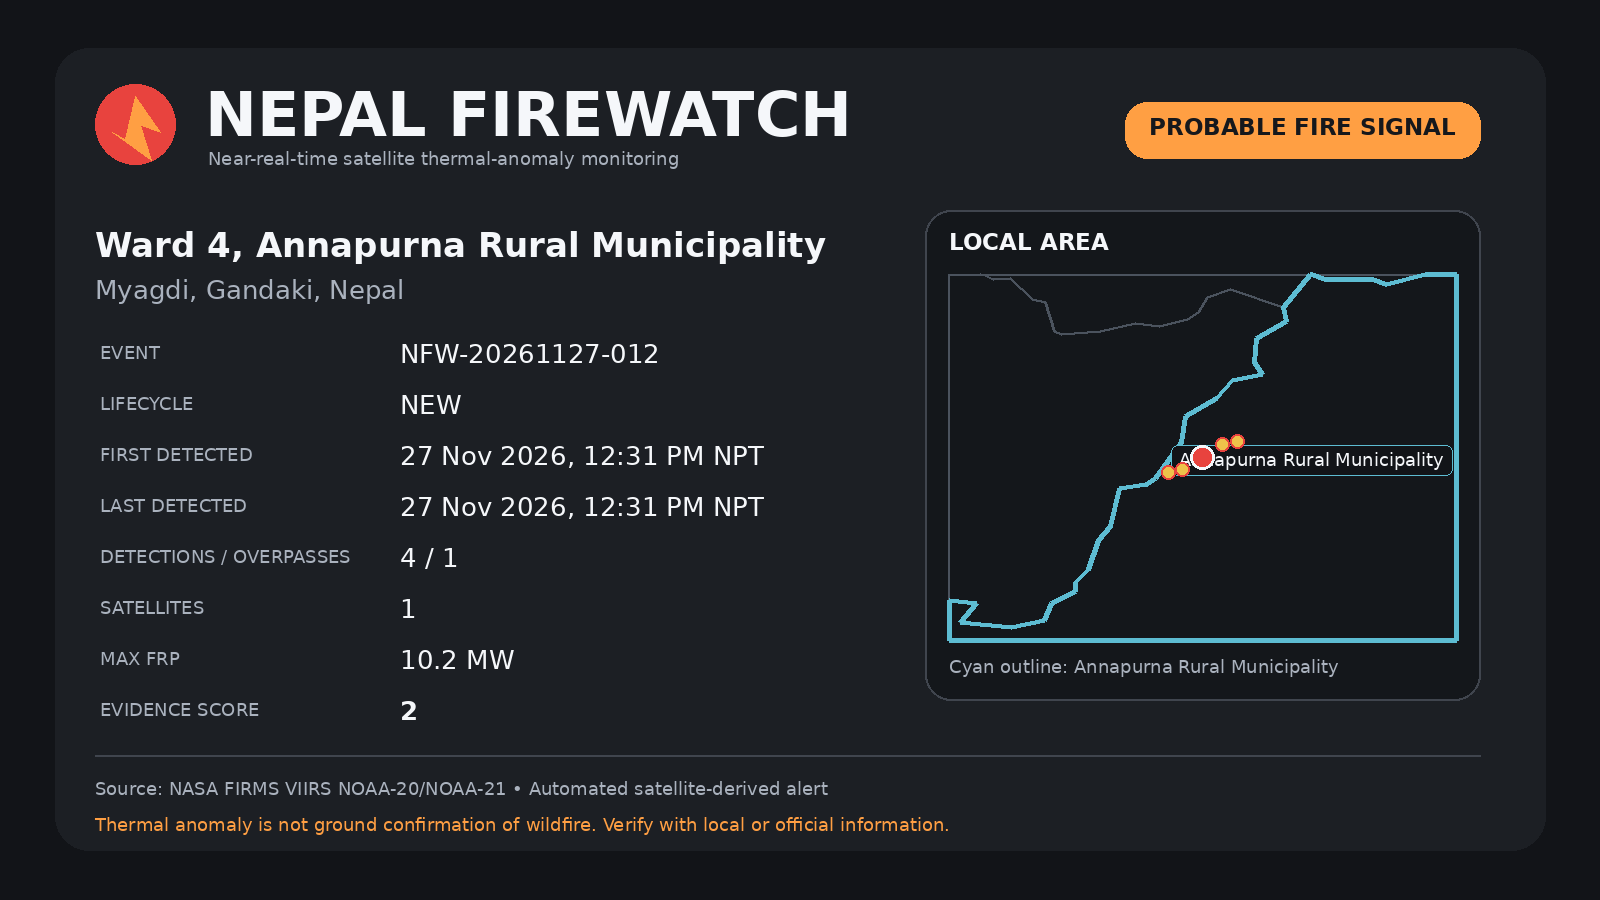 NEPAL FIREWATCH
Near-real-time satellite thermal-anomaly monitoring
PROBABLE FIRE SIGNAL
Ward 4, Annapurna Rural Municipality
Myagdi, Gandaki, Nepal
EVENT NFW-20261127-012
LIFECYCLE NEW
FIRST DETECTED 27 Nov 2026, 12:31 PM NPT
LAST DETECTED 27 Nov 2026, 12:31 PM NPT
DETECTIONS / OVERPASSES 4 / 1
SATELLITES 1
MAX FRP 10.2 MW
EVIDENCE SCORE 2
LOCAL AREA
Annapurna Rural Municipality
Cyan outline: Annapurna Rural Municipality
Source: NASA FIRMS VIIRS NOAA-20/NOAA-21 • Automated satellite-derived alert
Thermal anomaly is not ground confirmation of wildfire. Verify with local or official information.